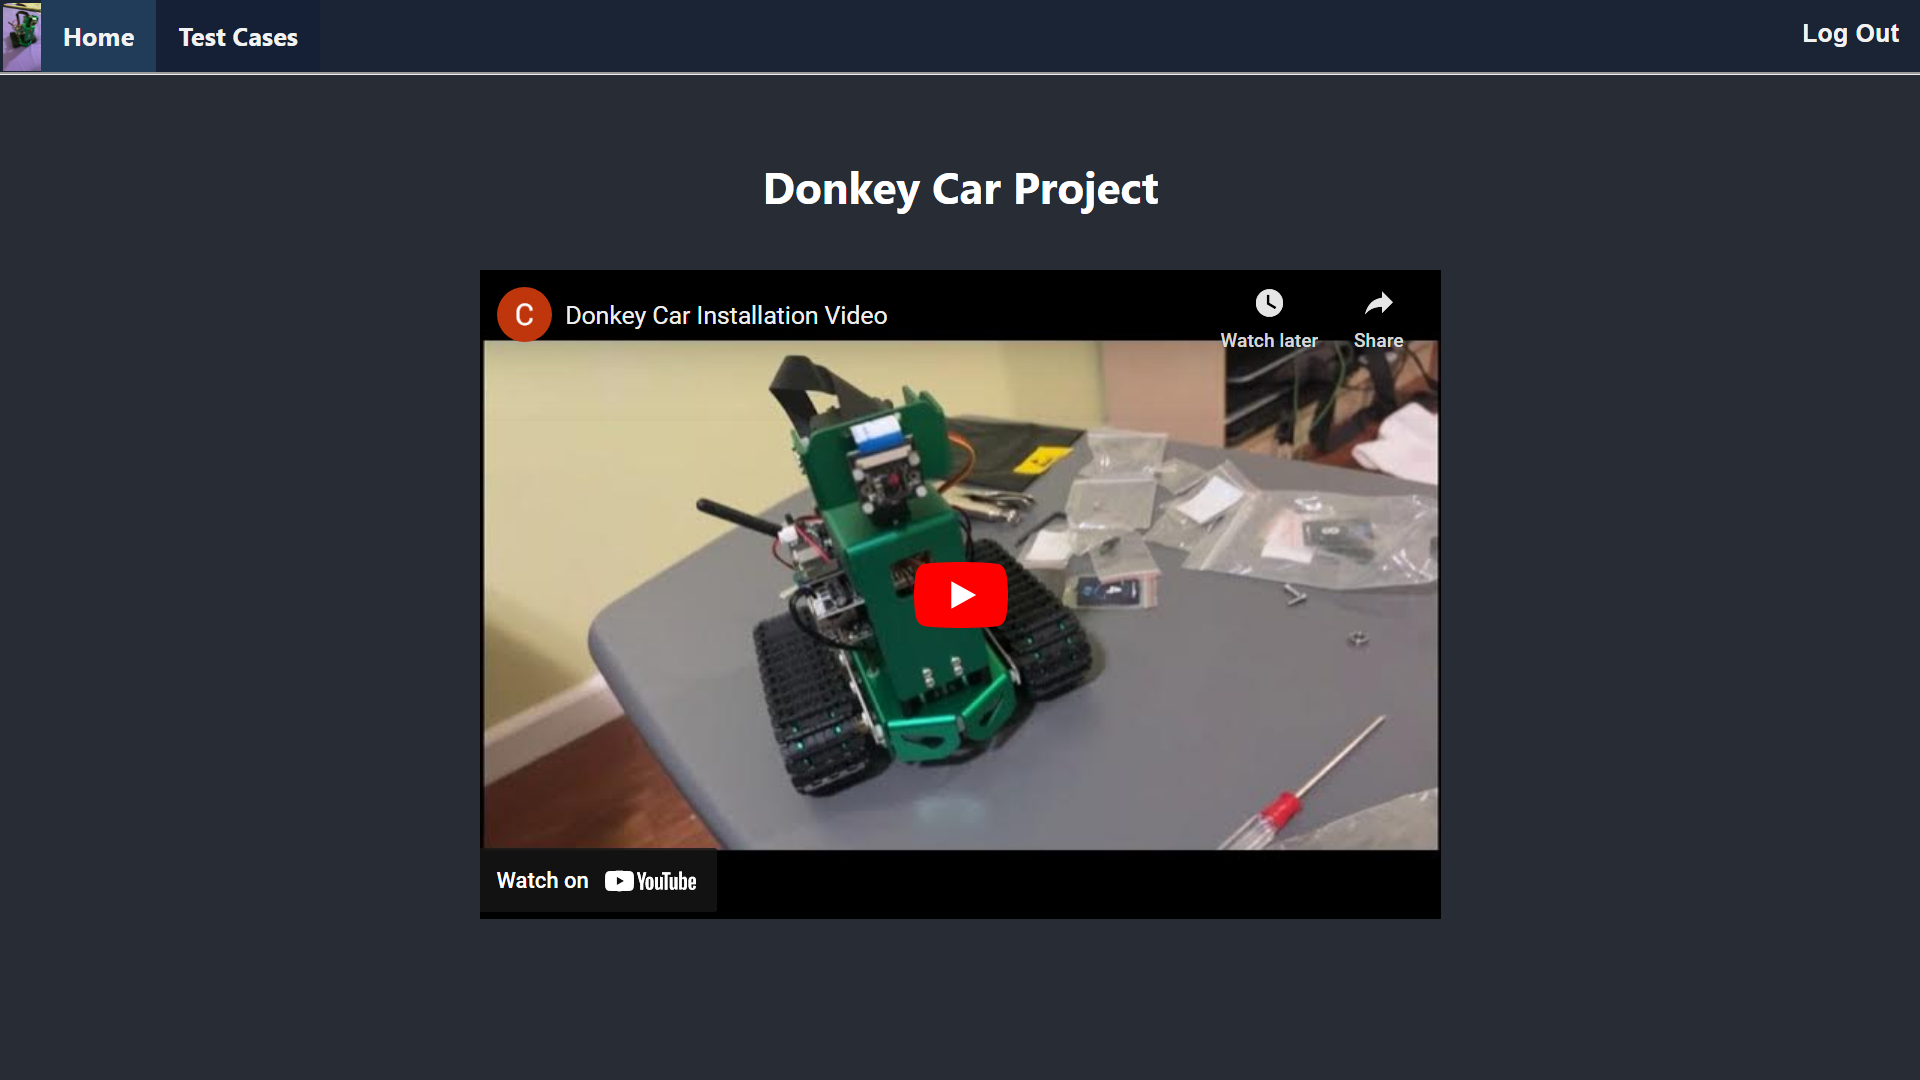 Home
Test Cases
Log Out
Donkey Car Project
C
Donkey Car Installation Video
Watch later
Share
Watch on YouTube